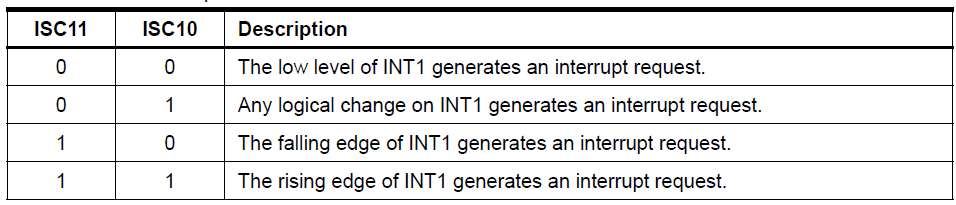 ISC11 ISC10 Description
0 0 The low level of INT1 generates an interrupt request.
0 1 Any logical change on INT1 generates an interrupt request.
1 0 The falling edge of INT1 generates an interrupt request.
1 1 The rising edge of INT1 generates an interrupt request.